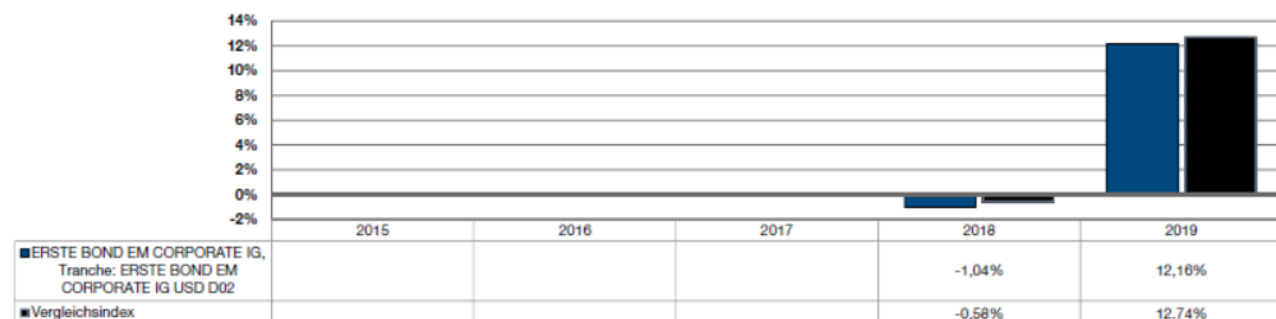 14%
12%
10%
8%
6%
4%
2%
0%
-2%
2015 2016 2017 2018 2019
ERSTE BOND EM CORPORATE IG,
Tranche: ERSTE BOND EM
CORPORATE IG USD D02
-1,04% 12,16%
Vergleichsindex -0,58% 12,74%